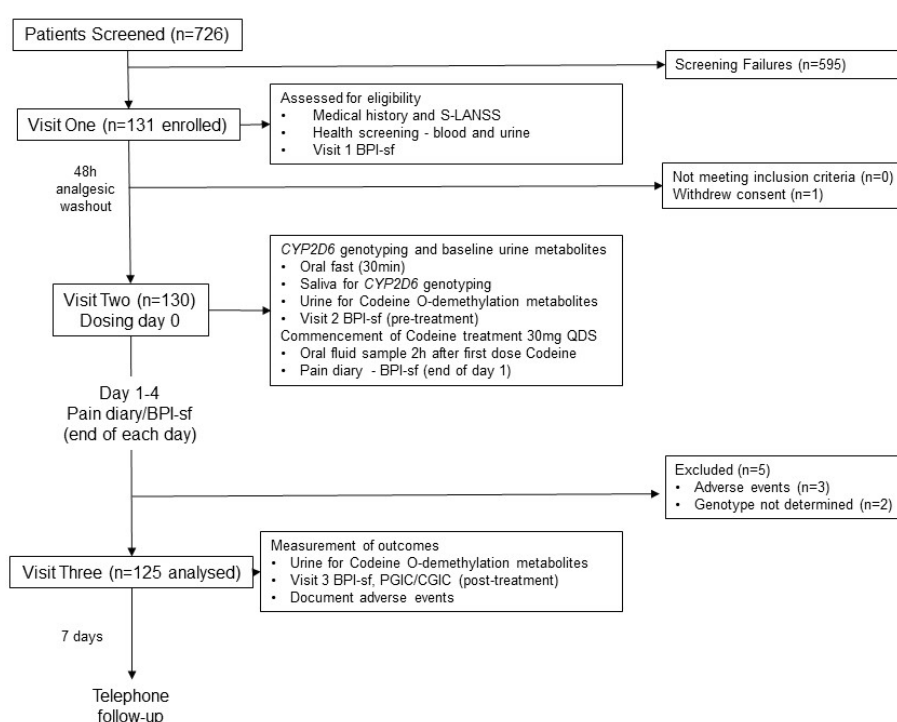 Patients Screened (n=726)
Screening Failures (n=595)
Visit One (n=131 enrolled)
Assessed for eligibility
• Medical history and S-LANSS
• Health screening - blood and urine
• Visit 1 BPI-sf
48h
analgesic
washout
Not meeting inclusion criteria (n=0)
Withdrew consent (n=1)
Visit Two (n=130)
Dosing day 0
CYP2D6 genotyping and baseline urine metabolites
• Oral fast (30min)
• Saliva for CYP2D6 genotyping
• Urine for Codeine O-demethylation metabolites
• Visit 2 BPI-sf (pre-treatment)
Commencement of Codeine treatment 30mg QDS
• Oral fluid sample 2h after first dose Codeine
• Pain diary - BPI-sf (end of day 1)
Day 1-4
Pain diary/BPI-sf
(end of each day)
Excluded (n=5)
• Adverse events (n=3)
• Genotype not determined (n=2)
Visit Three (n=125 analysed)
Measurement of outcomes
• Urine for Codeine O-demethylation metabolites
• Visit 3 BPI-sf, PGIC/CGIC (post-treatment)
• Document adverse events
7 days
Telephone
follow-up